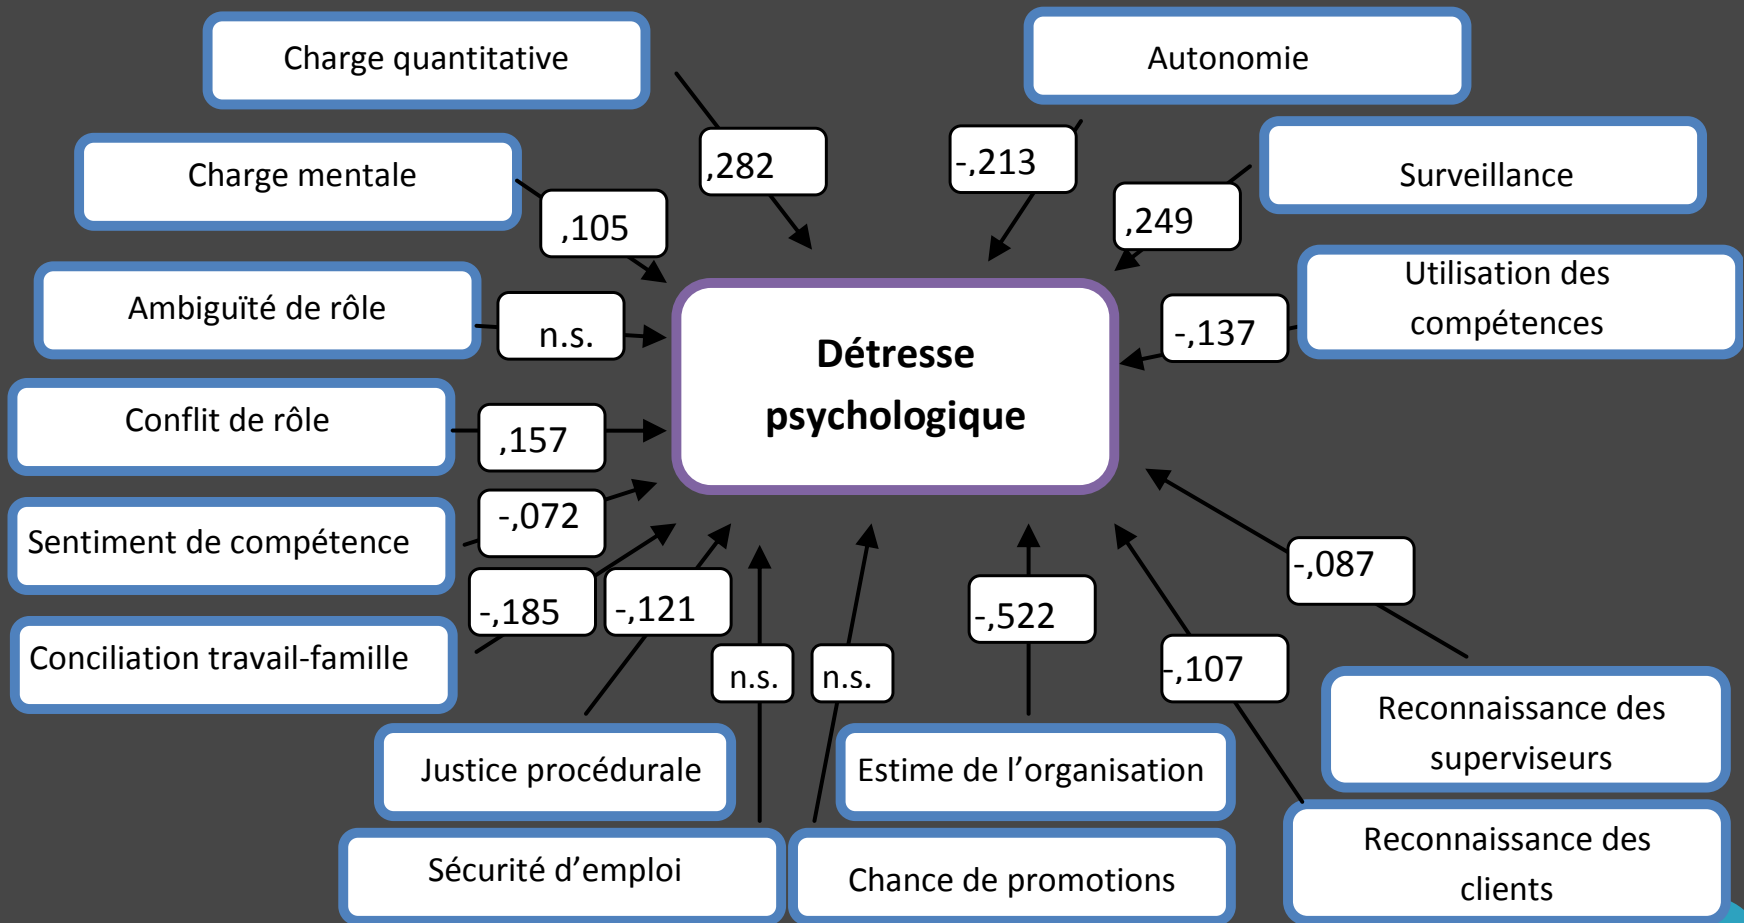 Charge quantitative
Autonomie
Charge mentale
,282
-,213
Surveillance
,105
,249
Ambiguïté de rôle
n.s.
Utilisation des
compétences
-,137
Détresse
psychologique
Conflit de rôle
,157
Sentiment de compétence
-,072
-,087
Conciliation travail-famille
-,185
-,121
n.s.
n.s.
-,522
-,107
Reconnaissance des
superviseurs
Justice procédurale
Estime de l’organisation
Sécurité d’emploi
Chance de promotions
Reconnaissance des
clients